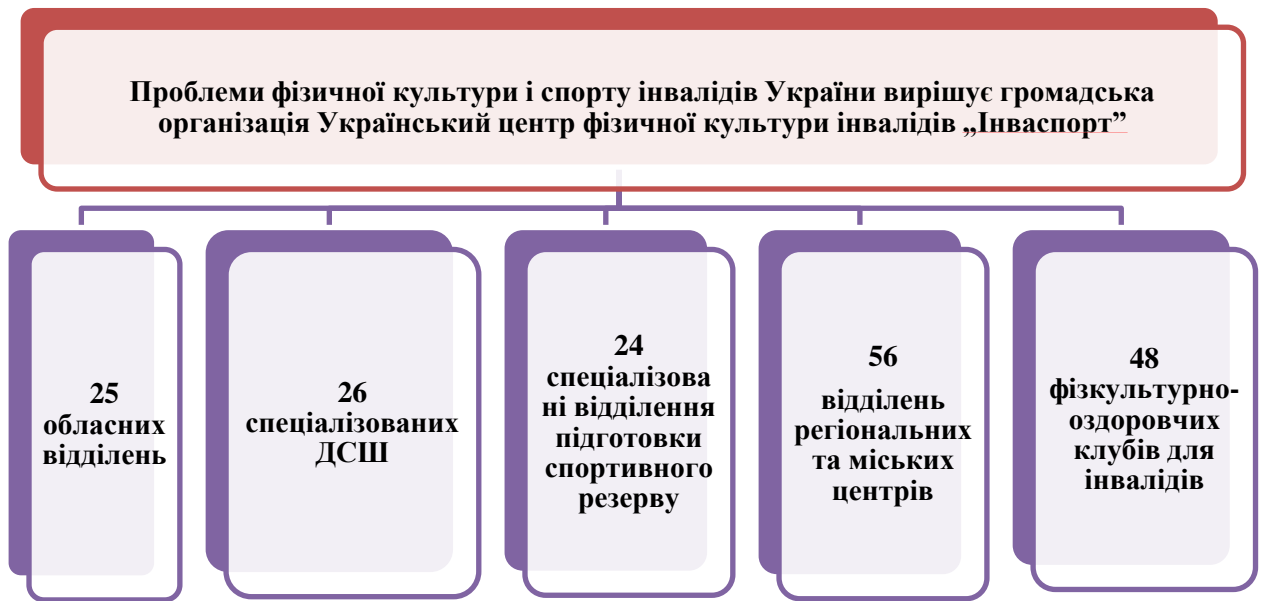 Проблеми фізичної культури і спорту інвалідів України вирішує громадська
організація Український центр фізичної культури інвалідів „Інваспорт”
25
обласних
відділень
26
спеціалізованих
ДСШ
24
спеціалізова
ні відділення
підготовки
спортивного
резерву
56
відділень
регіональних
та міських
центрів
48
фізкультурно-
оздоровчих
клубів для
інвалідів